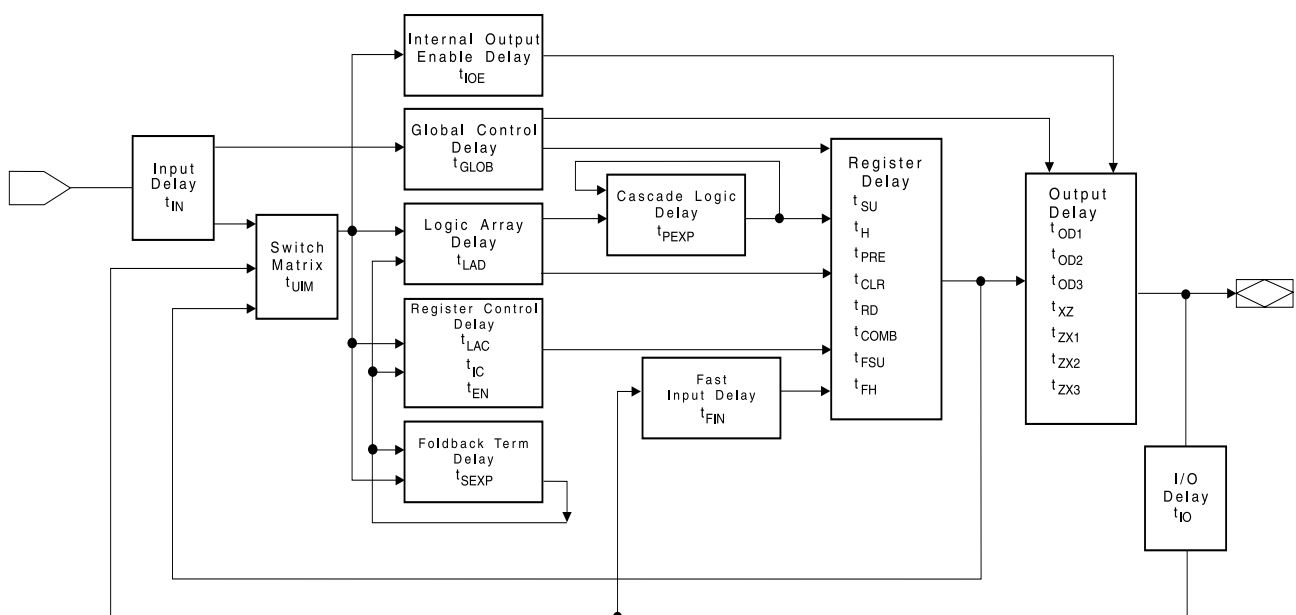 Internal Output
Enable Delay
tIOE
Global Control
Delay
tGLOB
Input
Delay
tIN
Switch
Matrix
tUIM
Logic Array
Delay
tLAD
Cascade Logic
Delay
tPEXP
Register Control
Delay
tLAC
tIC
tEN
Foldback Term
Delay
tSEXP
Fast
Input Delay
tFIN
Register
Delay
tSU
tH
tPRE
tCLR
tRD
tCOMB
tFSU
tFH
Output
Delay
tOD1
tOD2
tOD3
tXZ
tZX1
tZX2
tZX3
I/O
Delay
tIO